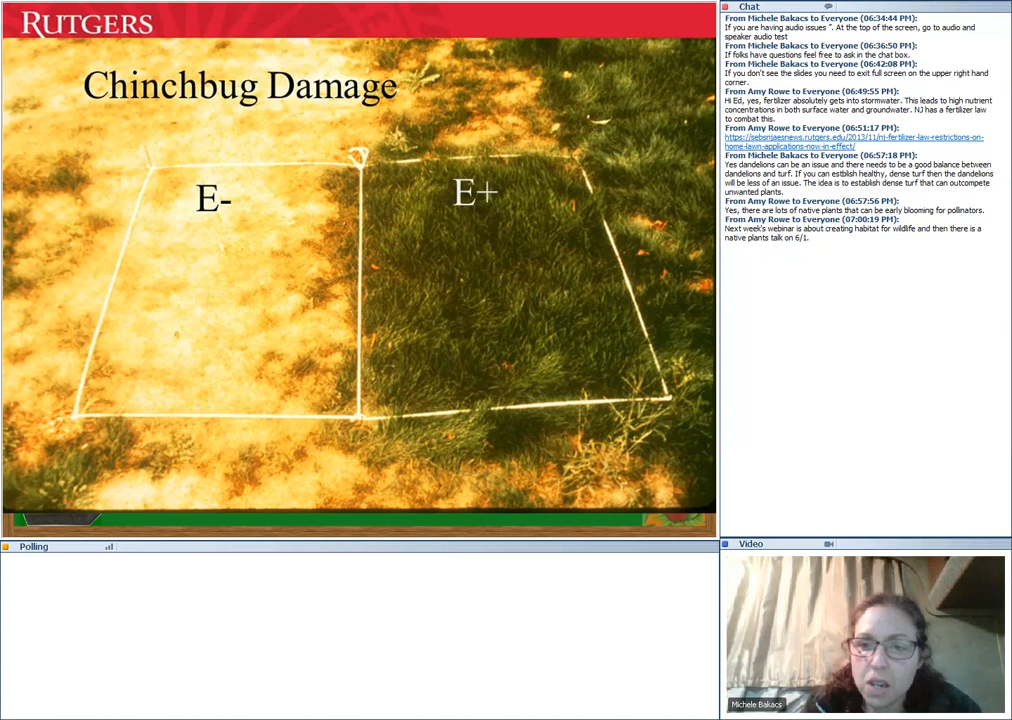 RUTGERS
Chinchbug Damage
E-
E+
Chat
From Michele Bakacs to Everyone (06:34:44 PM):
If you are having audio issues ". At the top of the screen, go to audio and
speaker audio test
From Michele Bakacs to Everyone (06:36:50 PM):
If folks have questions feel free to ask in the chat box.
From Michele Bakacs to Everyone (06:42:08 PM):
If you don't see the slides you need to exit full screen on the upper right hand
corner.
From Amy Rowe to Everyone (06:49:55 PM):
Hi Ed, yes, fertilizer absolutely gets into stormwater. This leads to high nutrient
concentrations in both surface water and groundwater. NJ has a fertilizer law
to combat this.
From Amy Rowe to Everyone (06:51:17 PM):
https://sebsnjaesnews.rutgers.edu/2013/11/nj-fertilizer-law-restrictions-on-
home-lawn-applications-now-in-effect/
From Michele Bakacs to Everyone (06:57:18 PM):
Yes dandelions can be an issue and there needs to be a good balance between
dandelions and turf. If you can estblish healthy, dense turf then the dandelions
will be less of an issue. The idea is to establish dense turf that can outcompete
unwanted plants.
From Amy Rowe to Everyone (06:57:56 PM):
Yes, there are lots of native plants that can be early blooming for pollinators.
From Amy Rowe to Everyone (07:00:19 PM):
Next week's webinar is about creating habitat for wildlife and then there is a
native plants talk on 6/1.
Polling
Video
Michele Bakacs